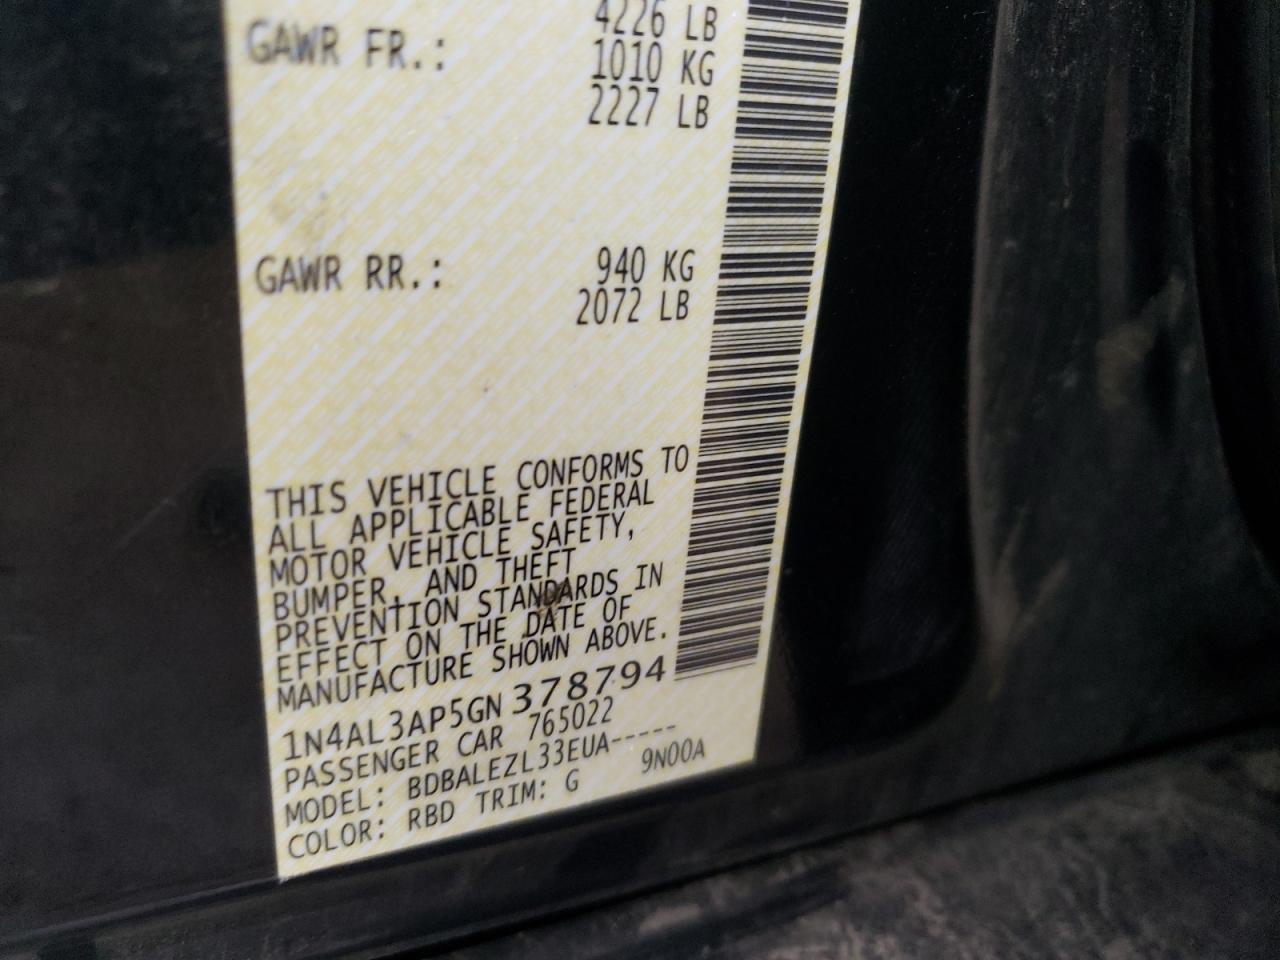 4226 LB
GAWR FR.: 1010 KG
2227 LB
GAWR RR.: 940 KG
2072 LB
THIS VEHICLE CONFORMS TO
ALL APPLICABLE FEDERAL
MOTOR VEHICLE SAFETY,
BUMPER, AND THEFT
PREVENTION STANDARDS IN
EFFECT ON THE DATE OF
MANUFACTURE SHOWN ABOVE.
1N4AL3AP5GN378794
PASSENGER CAR 765022
MODEL: BDBALEZL33EUA-----
COLOR: RBD TRIM: G 9N00A